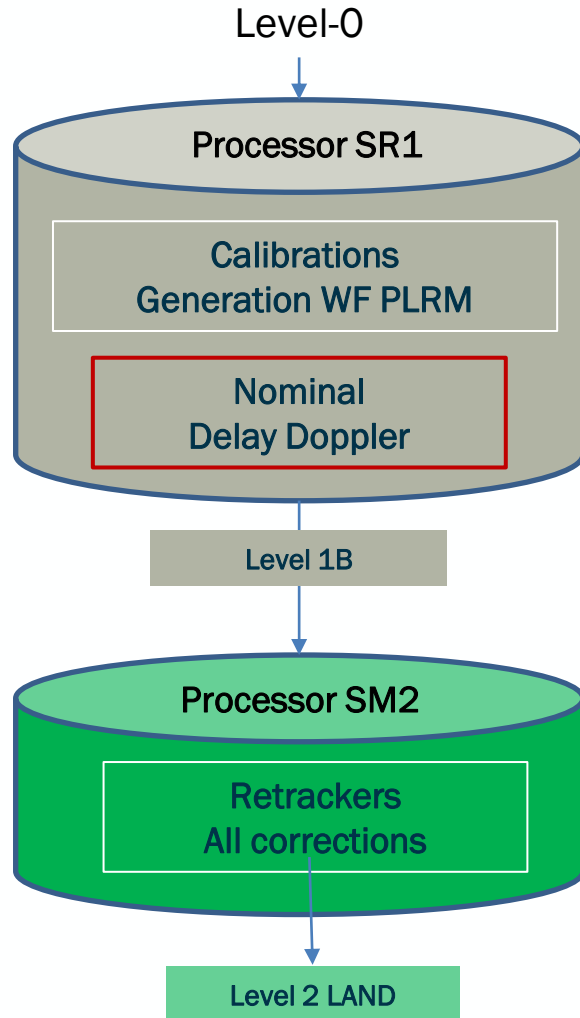 Level-0
Processor SR1
Calibrations
Generation WF PLRM
Nominal
Delay Doppler
Level 1B
Processor SM2
Retrackers
All corrections
Level 2 LAND